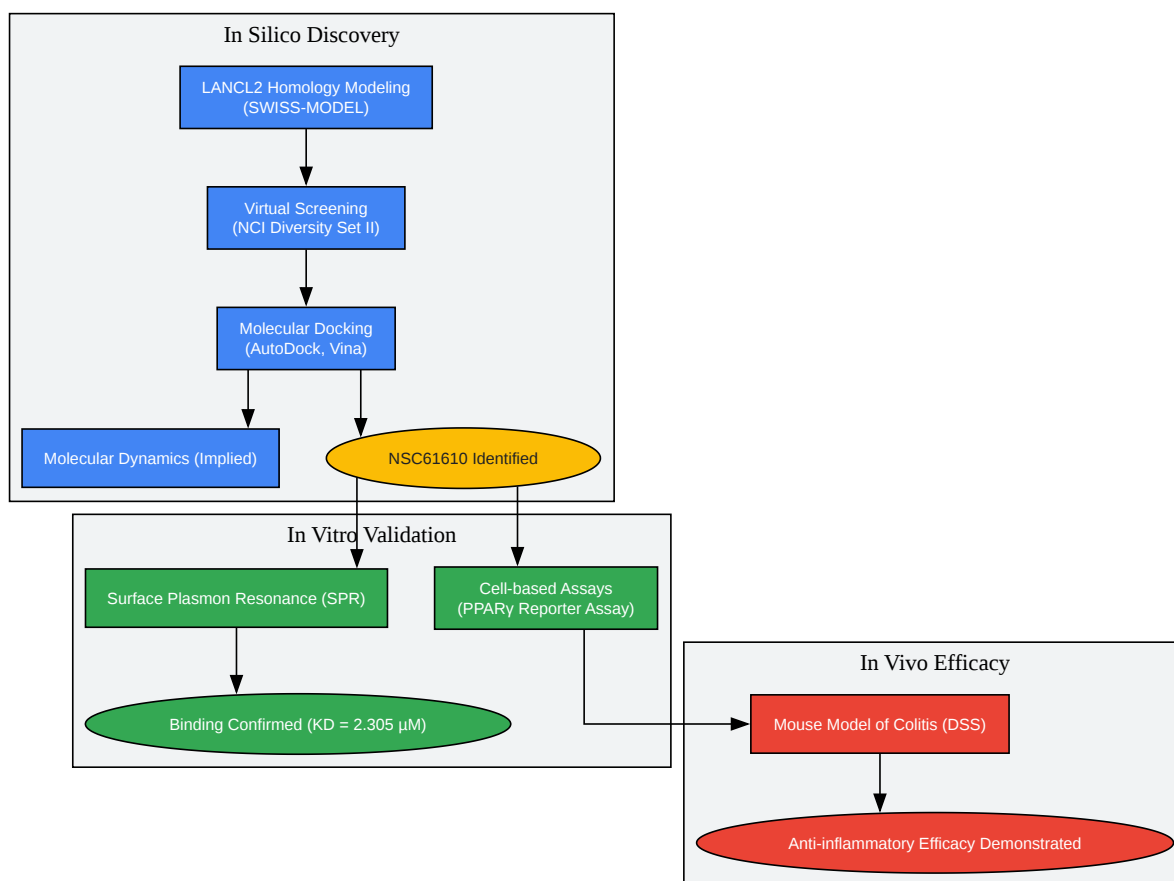 In Silico Discovery
LANCL2 Homology Modeling
(SWISS-MODEL)
Virtual Screening
(NCI Diversity Set II)
Molecular Docking
(AutoDock, Vina)
Molecular Dynamics (Implied)
NSC61610 Identified
In Vitro Validation
Surface Plasmon Resonance (SPR)
Cell-based Assays
(PPARγ Reporter Assay)
Binding Confirmed (KD = 2.305 µM)
In Vivo Efficacy
Mouse Model of Colitis (DSS)
Anti-inflammatory Efficacy Demonstrated